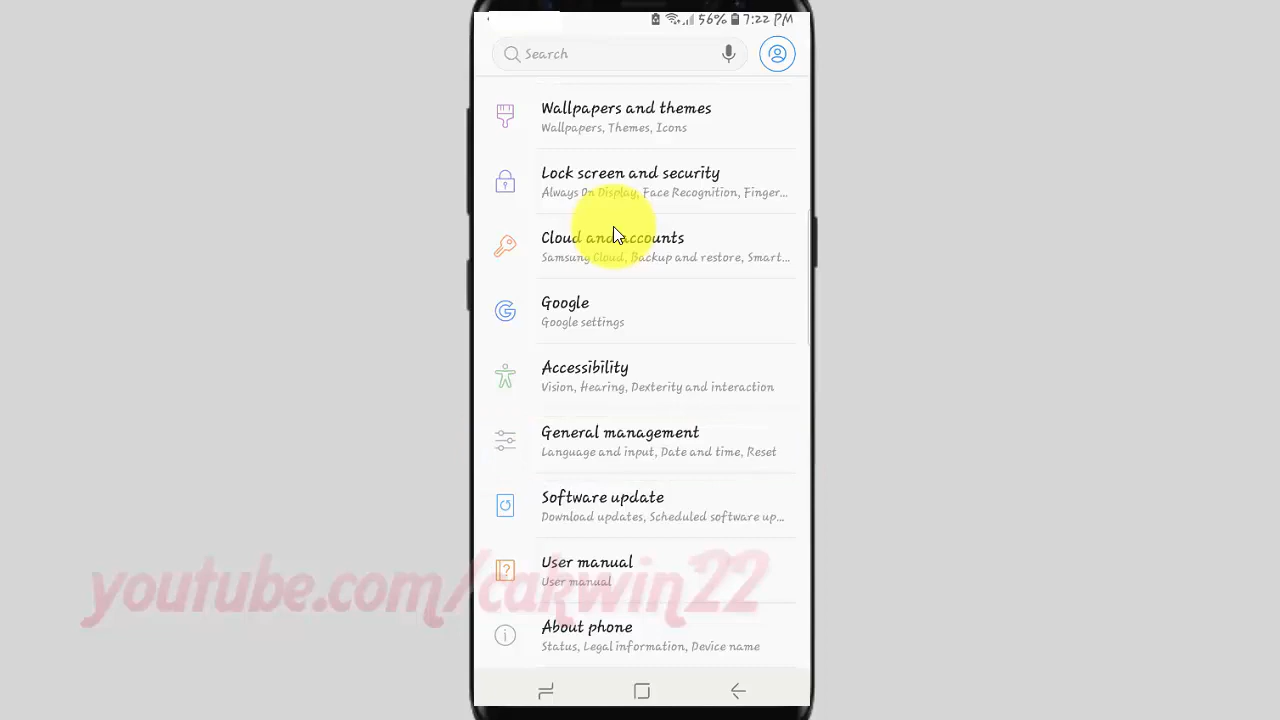 56% 7:22 PM
Search
Wallpapers and themes
Wallpapers, Themes, Icons
Lock screen and security
Always On Display, Face Recognition, Finger...
Cloud and accounts
Samsung Cloud, Backup and restore, Smart...
Google
Google settings
Accessibility
Vision, Hearing, Dexterity and interaction
General management
Language and input, Date and time, Reset
Software update
Download updates, Scheduled software up...
User manual
User manual
About phone
Status, Legal information, Device name
youtube.com/cakwin22